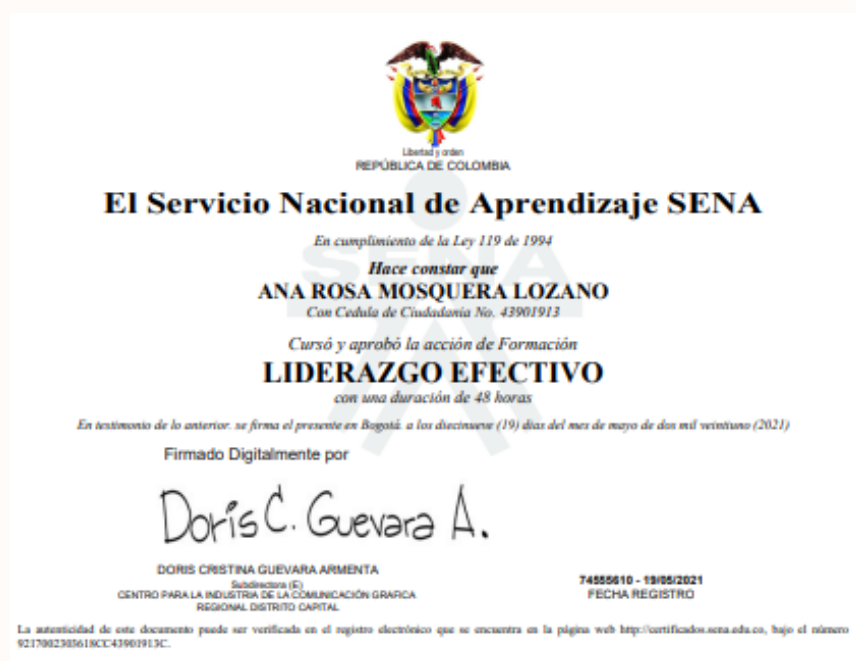 Libertad y orden
REPÚBLICA DE COLOMBIA
El Servicio Nacional de Aprendizaje SENA
En cumplimiento de la Ley 119 de 1994
SENA
Hace constar que
ANA ROSA MOSQUERA LOZANO
Con Cedula de Ciudadania No. 43901913
Cursó y aprobó la acción de Formación
LIDERAZGO EFECTIVO
con una duración de 48 horas
En testimonio de lo anterior. se firma el presente en Bogotá. a los diecinueve (19) dias del mes de mayo de dos mil veintiuno (2021)
Firmado Digitalmente por
Doris C. Guevara A.
DORIS CRISTINA GUEVARA ARMENTA
Subdirectora (E)
CENTRO PARA LA INDUSTRIA DE LA COMUNICACIÓN GRAFICA
REGIONAL DISTRITO CAPITAL
74555610 - 19/05/2021
FECHA REGISTRO
La autenticidad de este documento puede ser verificada en el registro electrónico que se encuentra en la página web http://certificados.sena.edu.co, bajo el número
9217002303618CC43901913C.